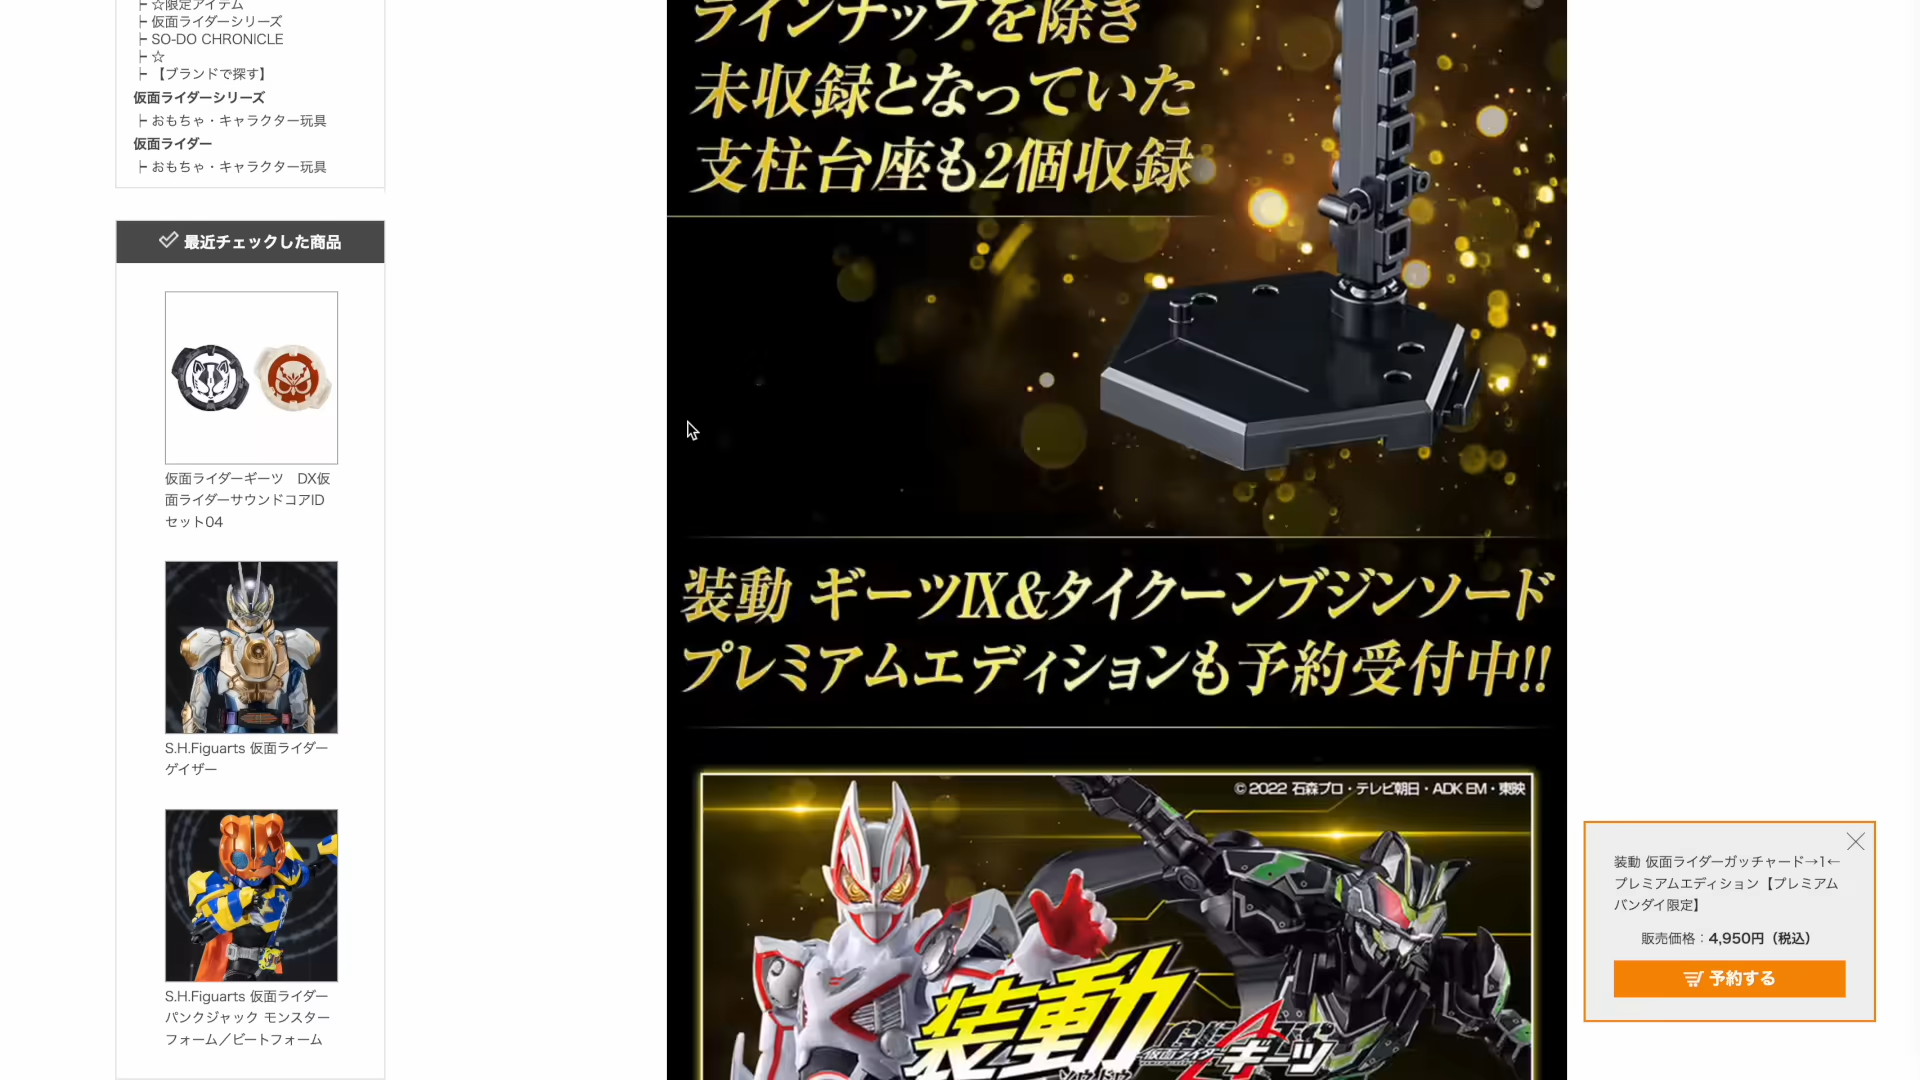 ├ ☆限定アイテム
├ 仮面ライダーシリーズ
├ SO-DO CHRONICLE
├ ☆
├ 【ブランドで探す】
仮面ライダーシリーズ
├ おもちゃ・キャラクター玩具
仮面ライダー
├ おもちゃ・キャラクター玩具
最近チェックした商品
仮面ライダーギーツ　DX仮
面ライダーサウンドコアID
セット04
S.H.Figuarts 仮面ライダー
ゲイザー
S.H.Figuarts 仮面ライダー
パンクジャック モンスター
フォーム／ビートフォーム
ラインナップを除き
未収録となっていた
支柱台座も2個収録
装動 ギーツIX&タイクーンブジンソード
プレミアムエディションも予約受付中!!
© 2022 石森プロ・テレビ朝日・ADK EM・東映
装動
ソウドウ
GEATS
仮面ライダー
ギーツ
装動 仮面ライダーガッチャード→1←
プレミアムエディション【プレミアム
バンダイ限定】
販売価格：4,950円（税込）
予約する